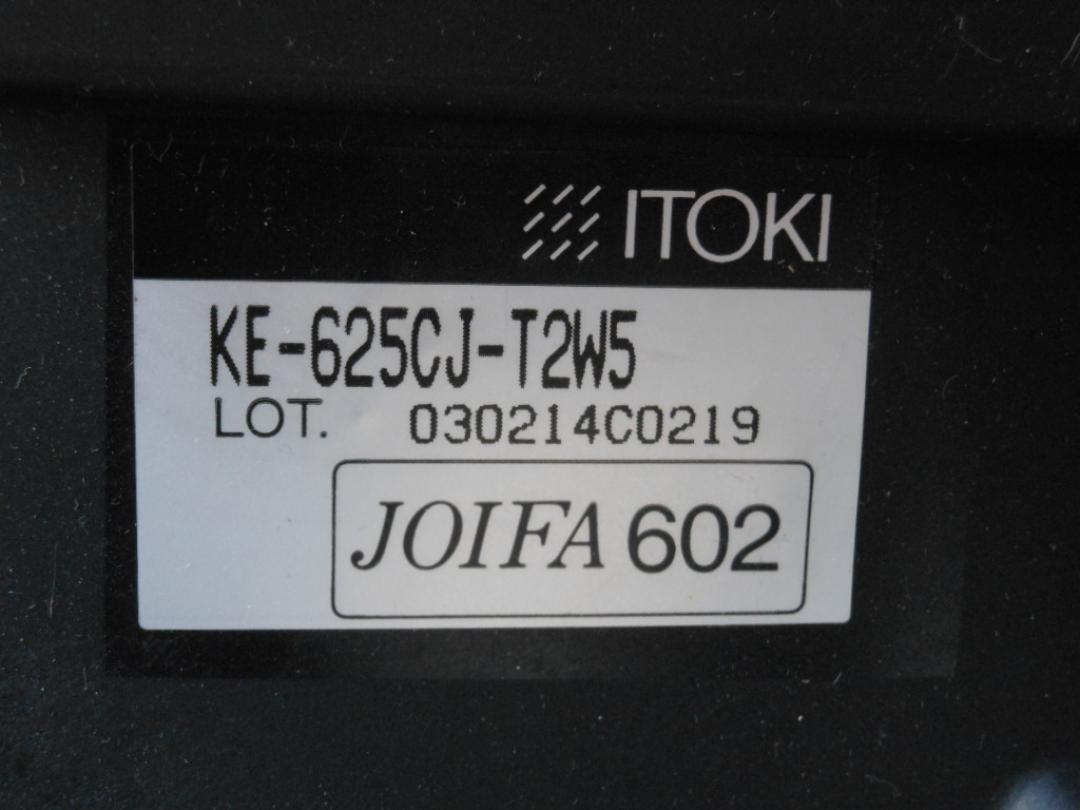 ITOKI
KE-625CJ-T2W5
LOT. 030214C0219
JOIFA 602